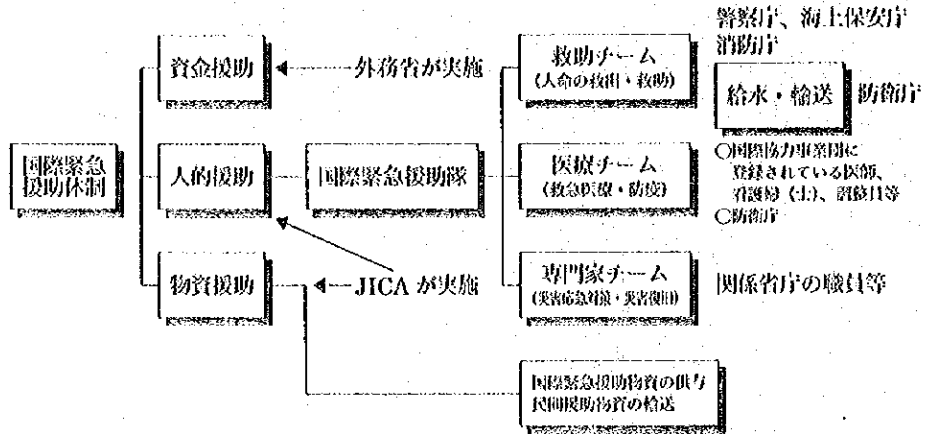 国際緊急
援助体制
資金援助
外務省が実施
人的援助
国際緊急援助隊
物資援助
JICA が実施
救助チーム
(人命の救出・救助)
警察庁、海上保安庁
消防庁
給水・輸送
防衛庁
医療チーム
(救急医療・防疫)
○国際協力事業団に
登録されている医師、
看護婦(士)、調整員等
○防衛庁
専門家チーム
(災害応急対策・災害復旧)
関係省庁の職員等
国際緊急援助物資の供与
民間援助物資の輸送